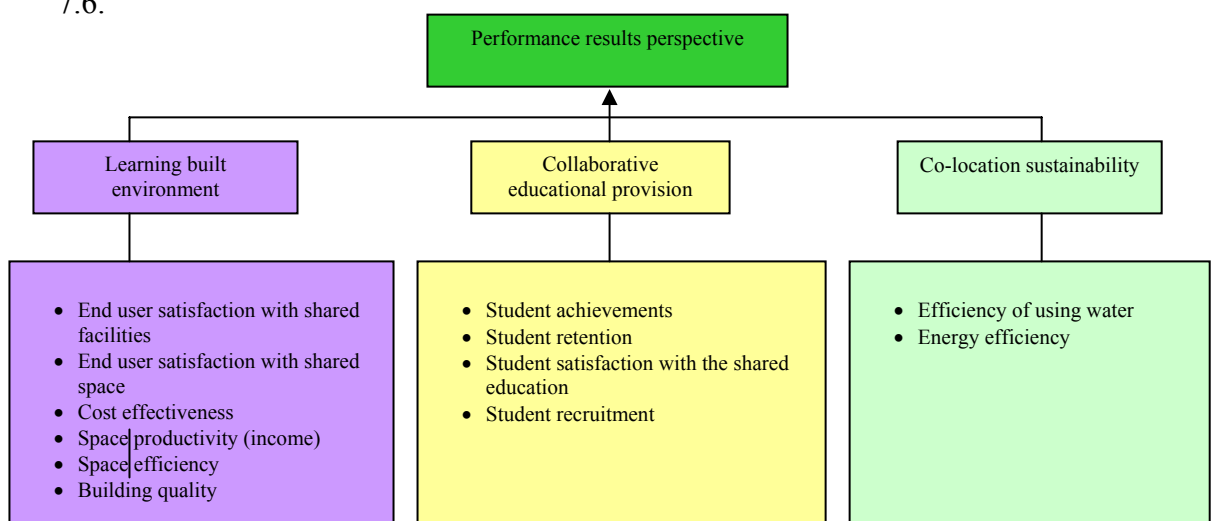 7.6.
Performance results perspective
Learning built
environment
Collaborative
educational provision
Co-location sustainability
• End user satisfaction with shared
facilities
• End user satisfaction with shared
space
• Cost effectiveness
• Space productivity (income)
• Space efficiency
• Building quality
• Student achievements
• Student retention
• Student satisfaction with the shared
education
• Student recruitment
• Efficiency of using water
• Energy efficiency